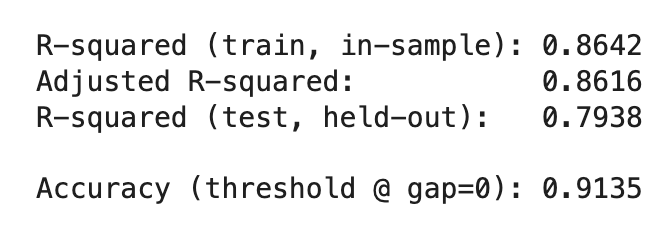 R-squared (train, in-sample): 0.8642
Adjusted R-squared: 0.8616
R-squared (test, held-out): 0.7938
Accuracy (threshold @ gap=0): 0.9135